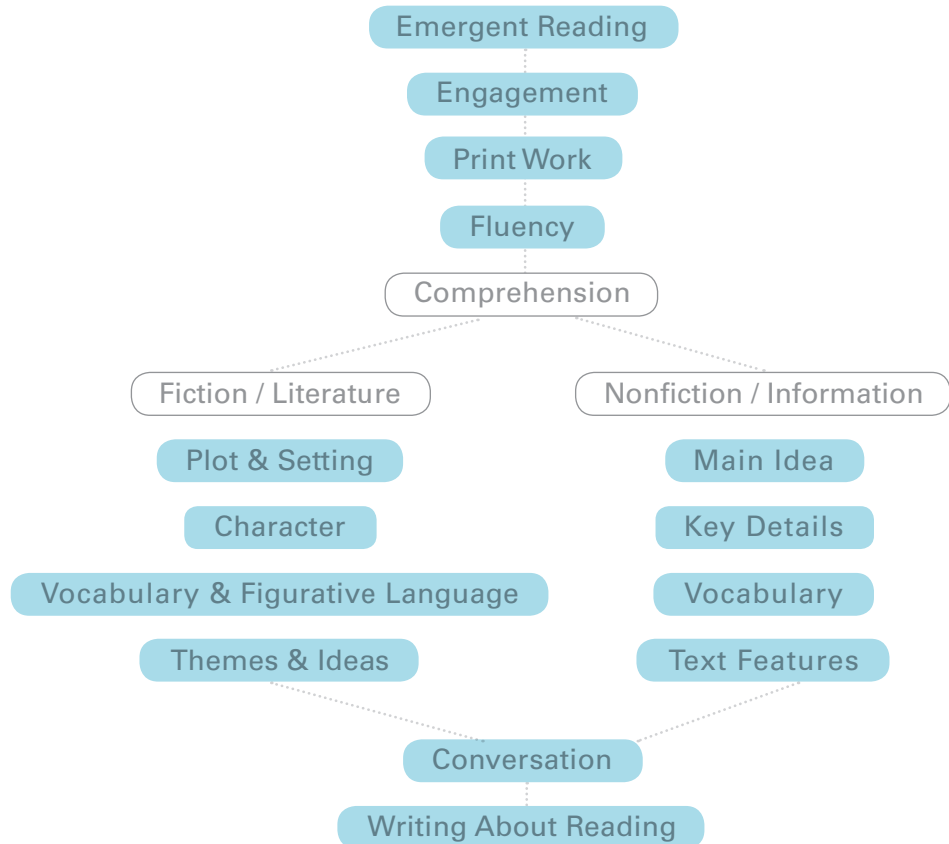 Emergent Reading
Engagement
Print Work
Fluency
Comprehension
Fiction / Literature
Plot & Setting
Character
Vocabulary & Figurative Language
Themes & Ideas
Nonfiction / Information
Main Idea
Key Details
Vocabulary
Text Features
Conversation
Writing About Reading